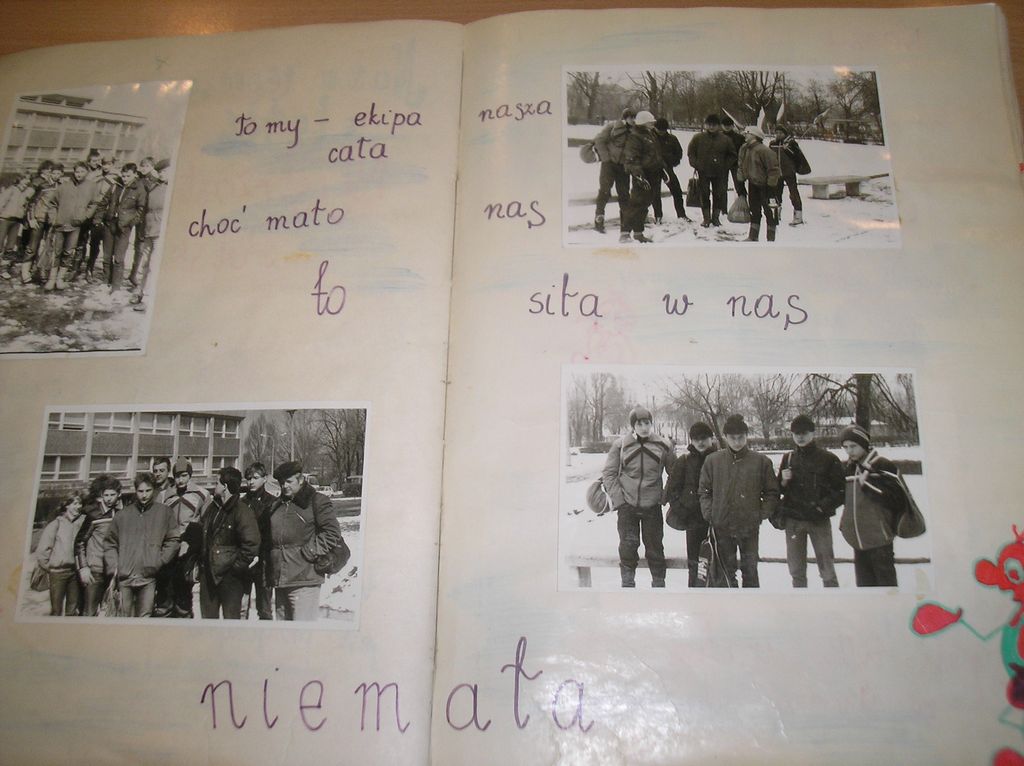 to my - ekipa nasza
cała
choć mało nas
to siła w nas
niemała